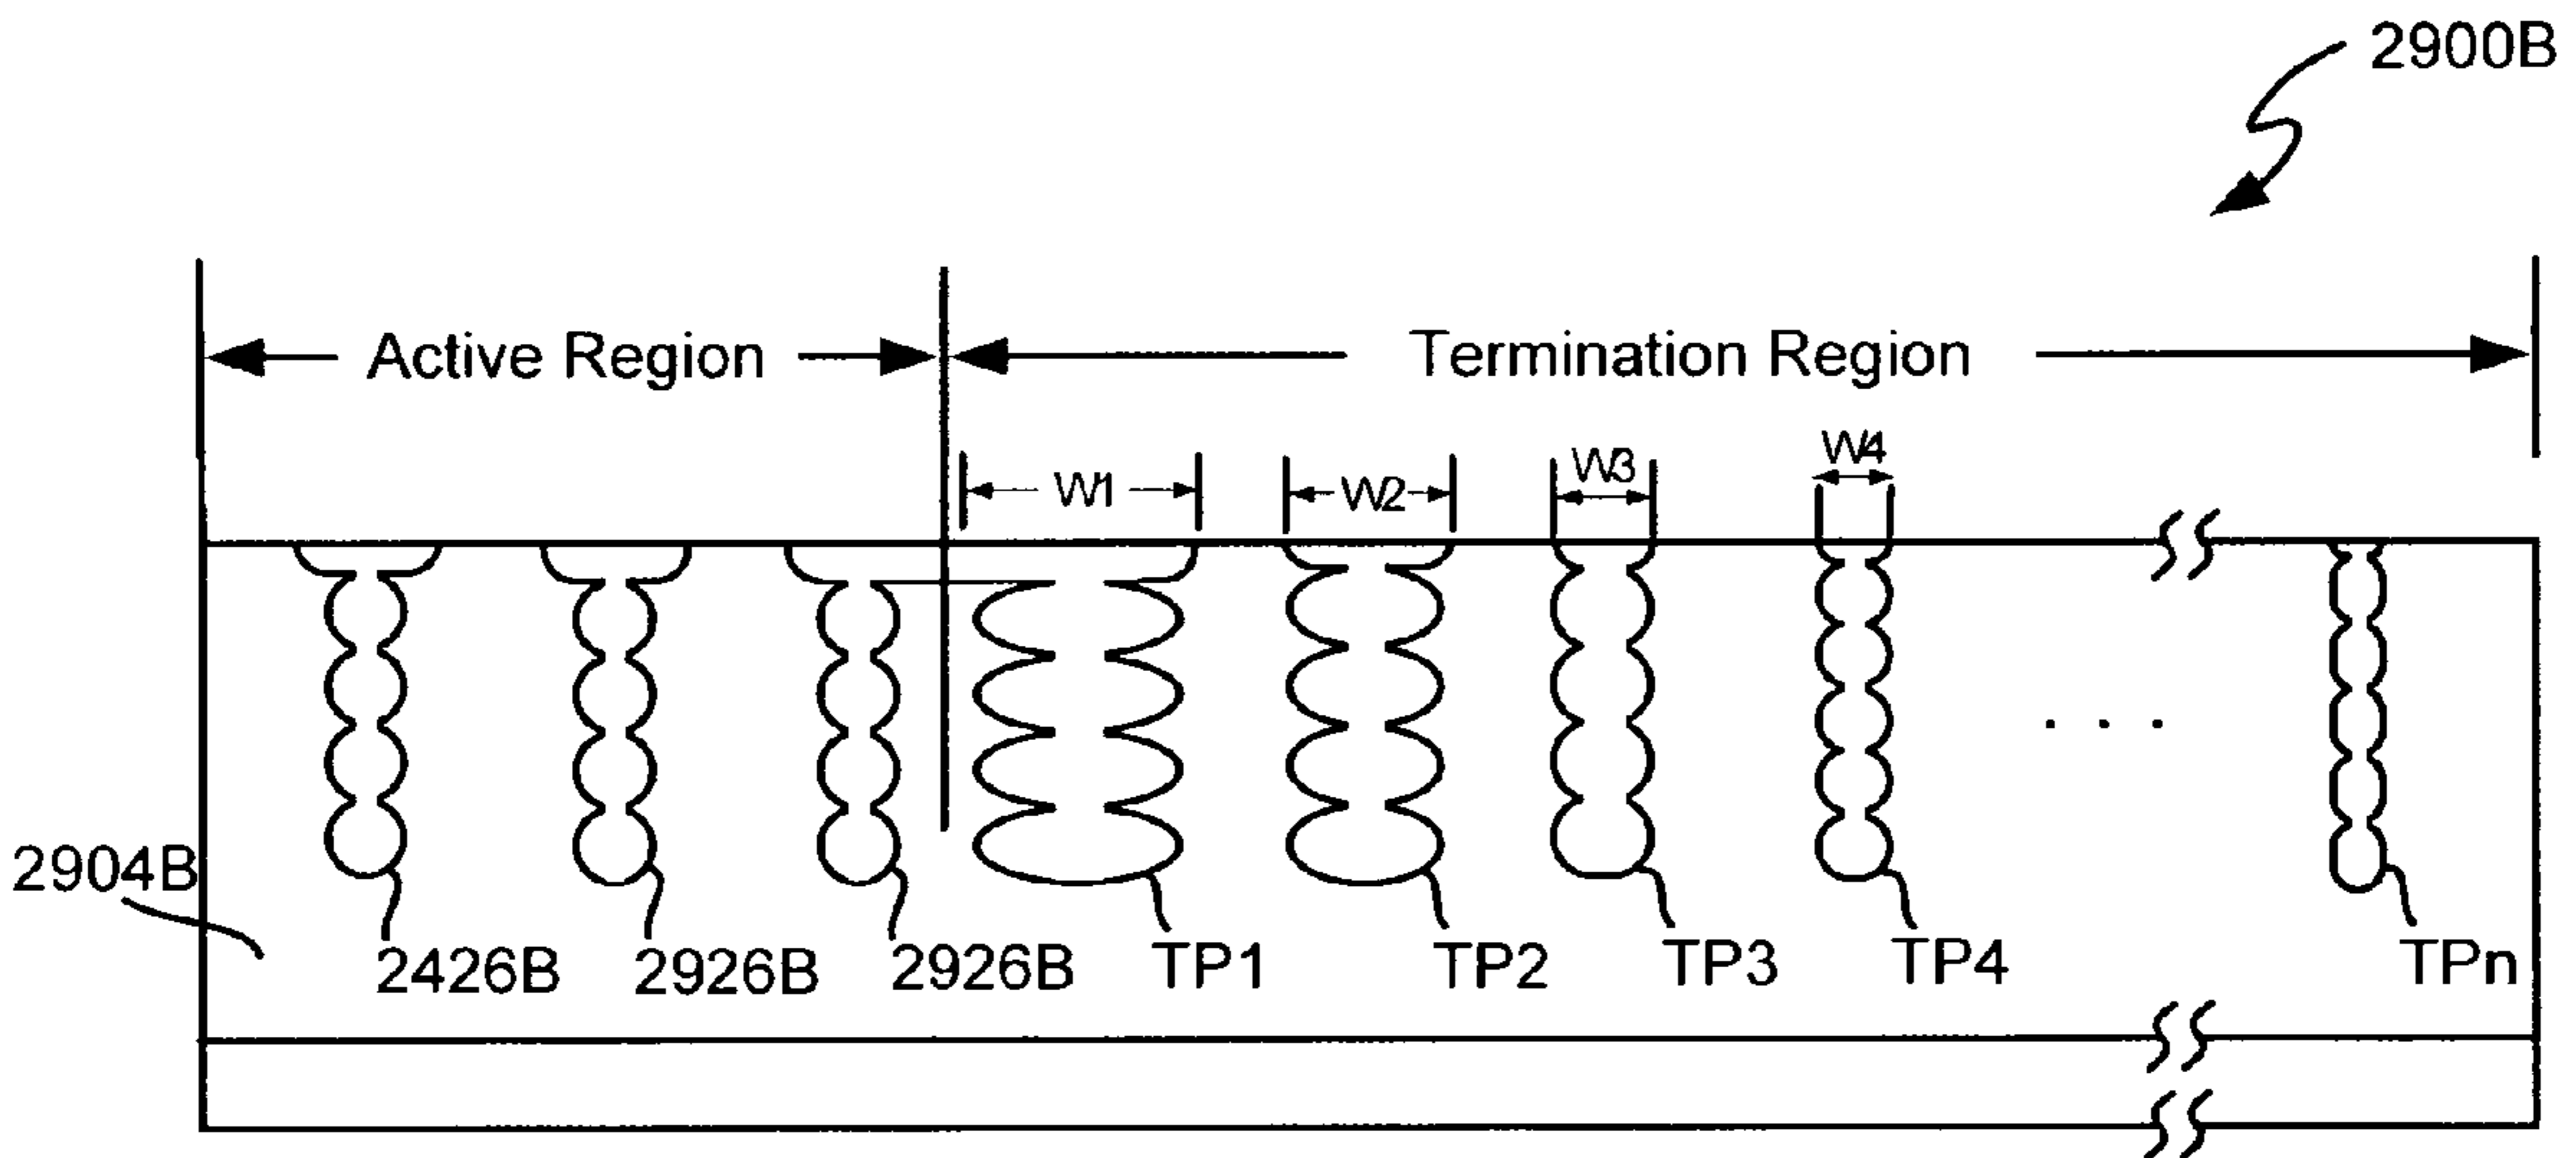 2900B
Active Region
Termination Region
W1
W2
W3
W4
2904B
2426B
2926B
2926B
TP1
TP2
TP3
TP4
. . .
TPn